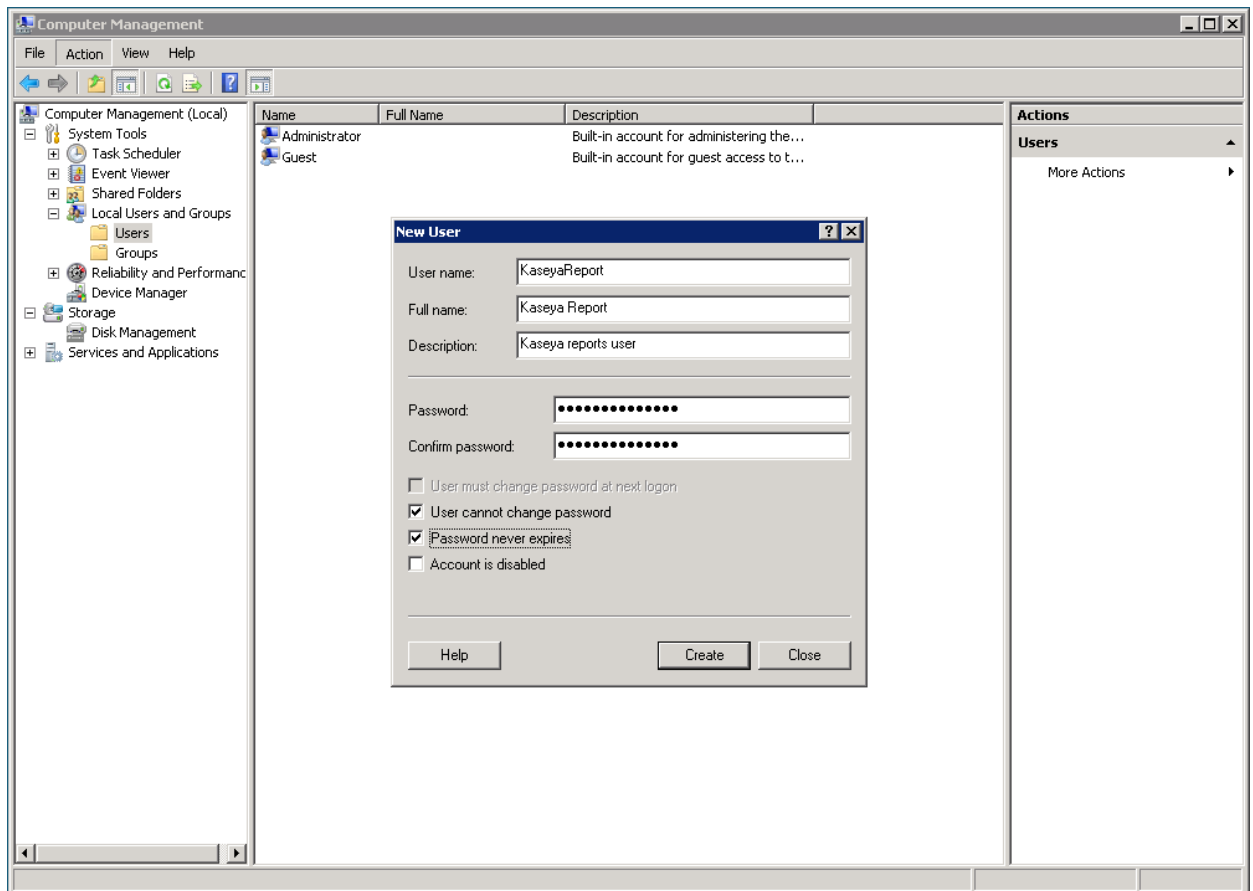 Computer Management
File Action View Help
Computer Management (Local)
System Tools
Task Scheduler
Event Viewer
Shared Folders
Local Users and Groups
Users
Groups
Reliability and Performanc
Device Manager
Storage
Disk Management
Services and Applications
Name Full Name Description
Administrator Built-in account for administering the...
Guest Built-in account for guest access to t...
New User
User name: KaseyaReport
Full name: Kaseya Report
Description: Kaseya reports user
Password: ••••••••••••••
Confirm password: ••••••••••••••
User must change password at next logon
User cannot change password
Password never expires
Account is disabled
Help Create Close
Actions
Users
More Actions